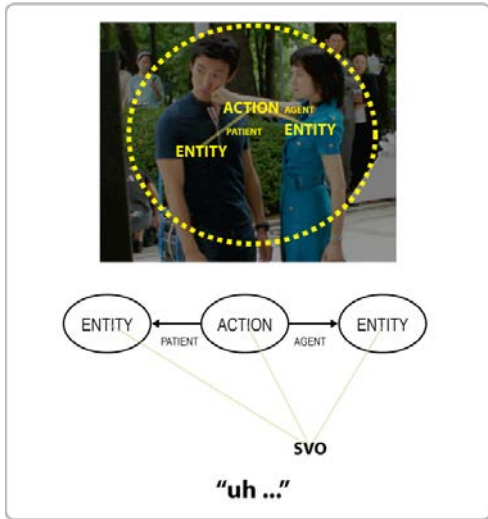 ACTION AGENT
PATIENT ENTITY
ENTITY
ENTITY ACTION ENTITY
PATIENT AGENT
SVO
"uh ..."